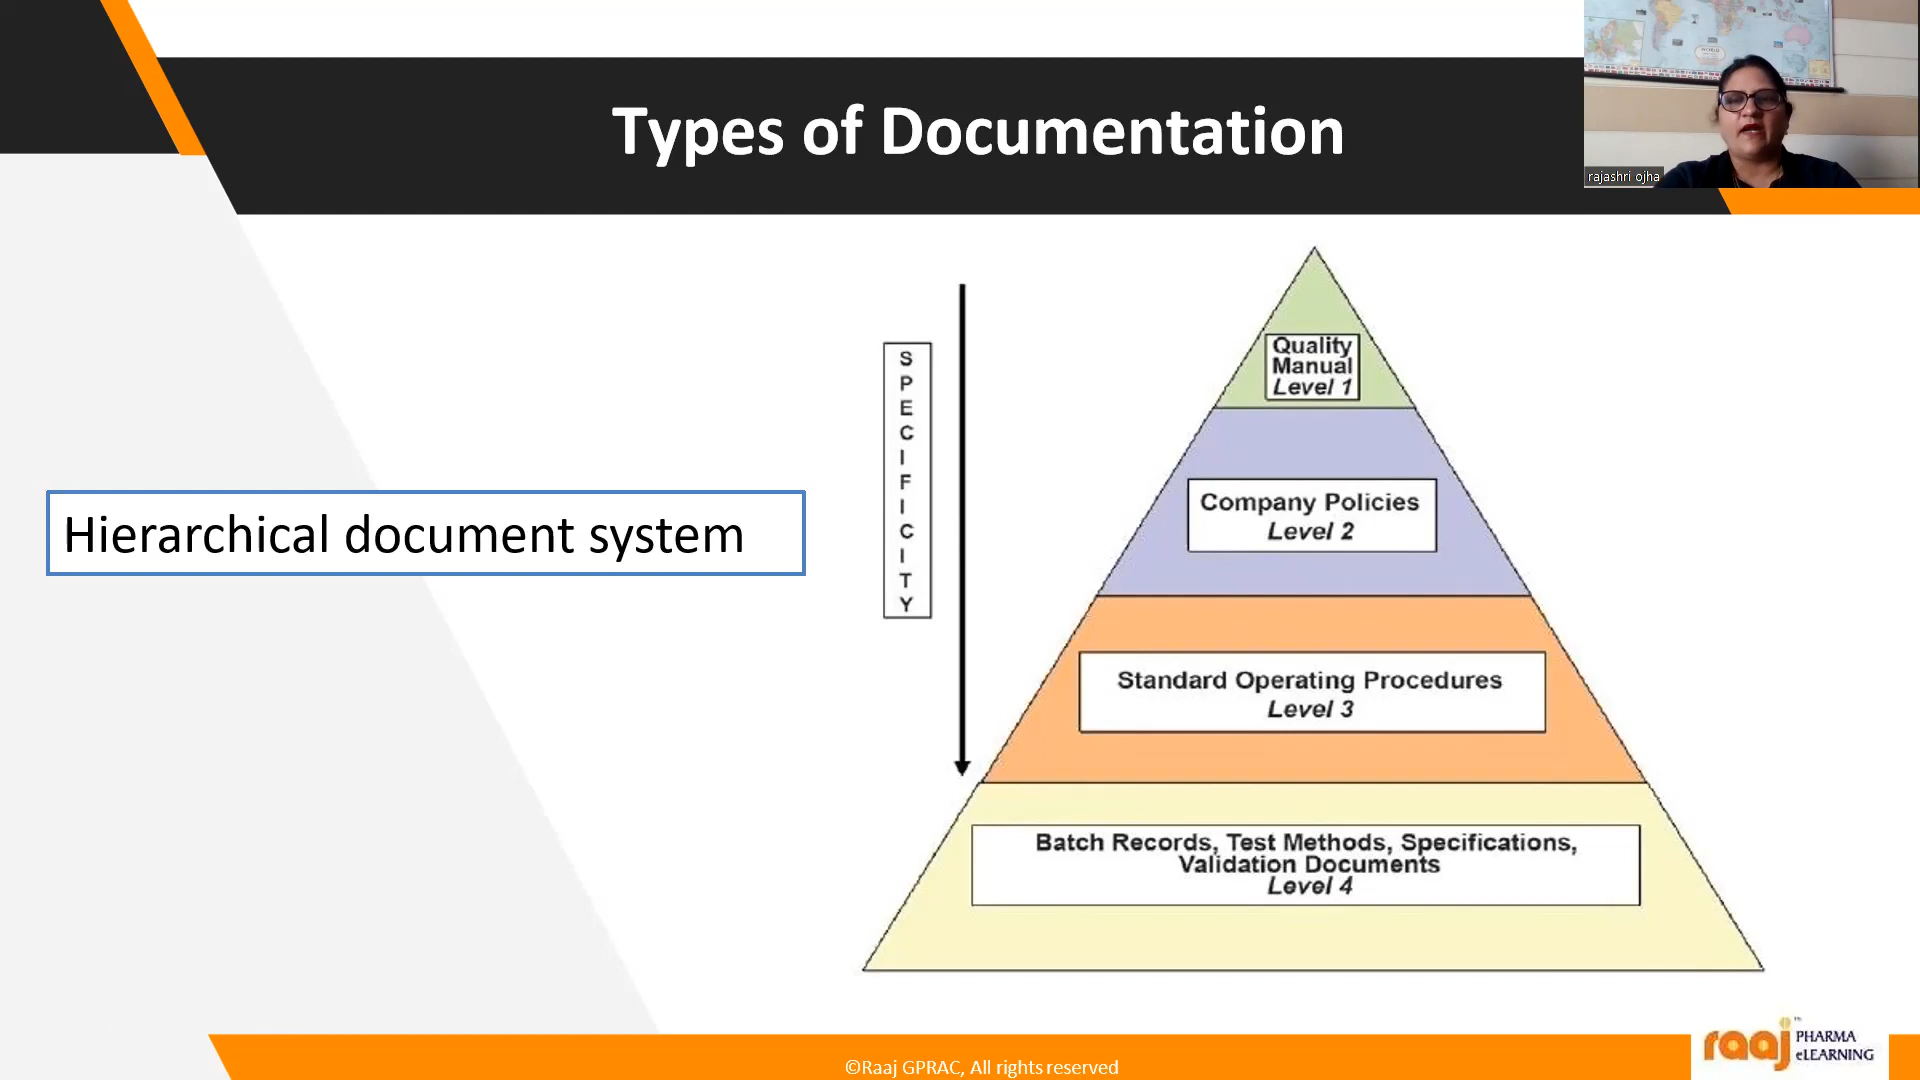 Types of Documentation
rajashri ojha
Hierarchical document system
SPECIFICITY
Quality
Manual
Level 1
Company Policies
Level 2
Standard Operating Procedures
Level 3
Batch Records, Test Methods, Specifications,
Validation Documents
Level 4
©Raaj GPRAC, All rights reserved
raaj
TM
PHARMA
eLEARNING